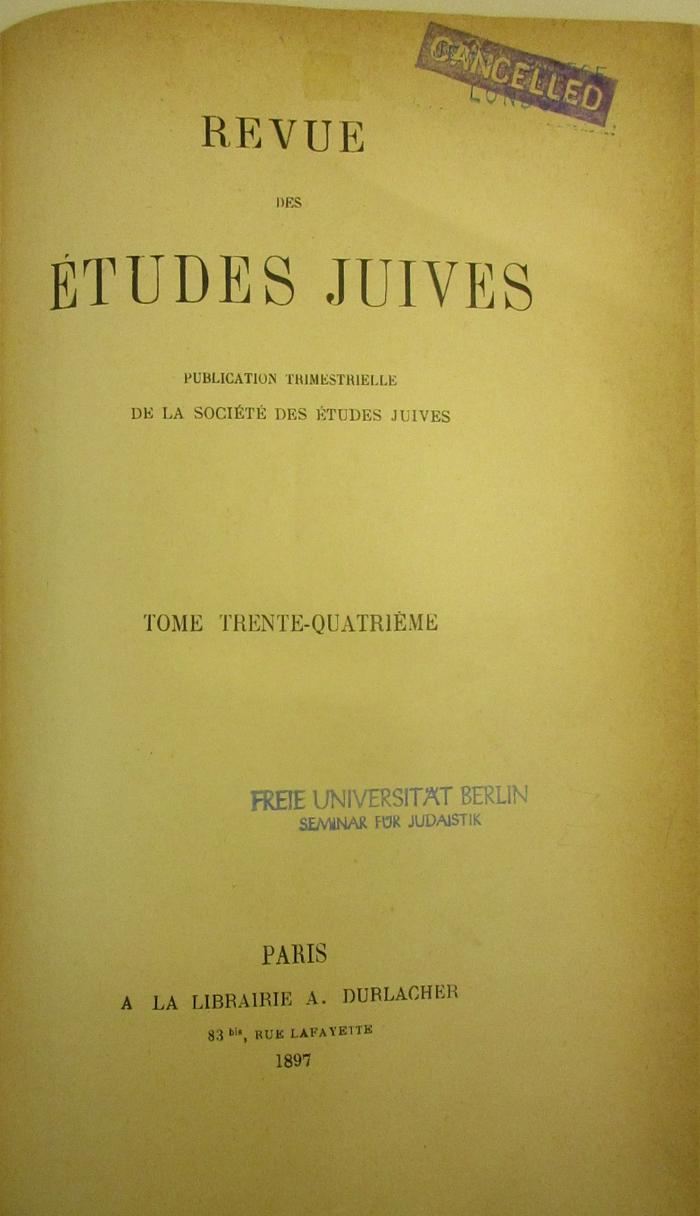 CANCELLED
REVUE
DES
ÉTUDES JUIVES
PUBLICATION TRIMESTRIELLE
DE LA SOCIÉTÉ DES ÉTUDES JUIVES
TOME TRENTE-QUATRIÈME
FREIE UNIVERSITÄT BERLIN
SEMINAR FÜR JUDAISTIK
PARIS
A LA LIBRAIRIE A. DURLACHER
83 bis, RUE LAFAYETTE
1897